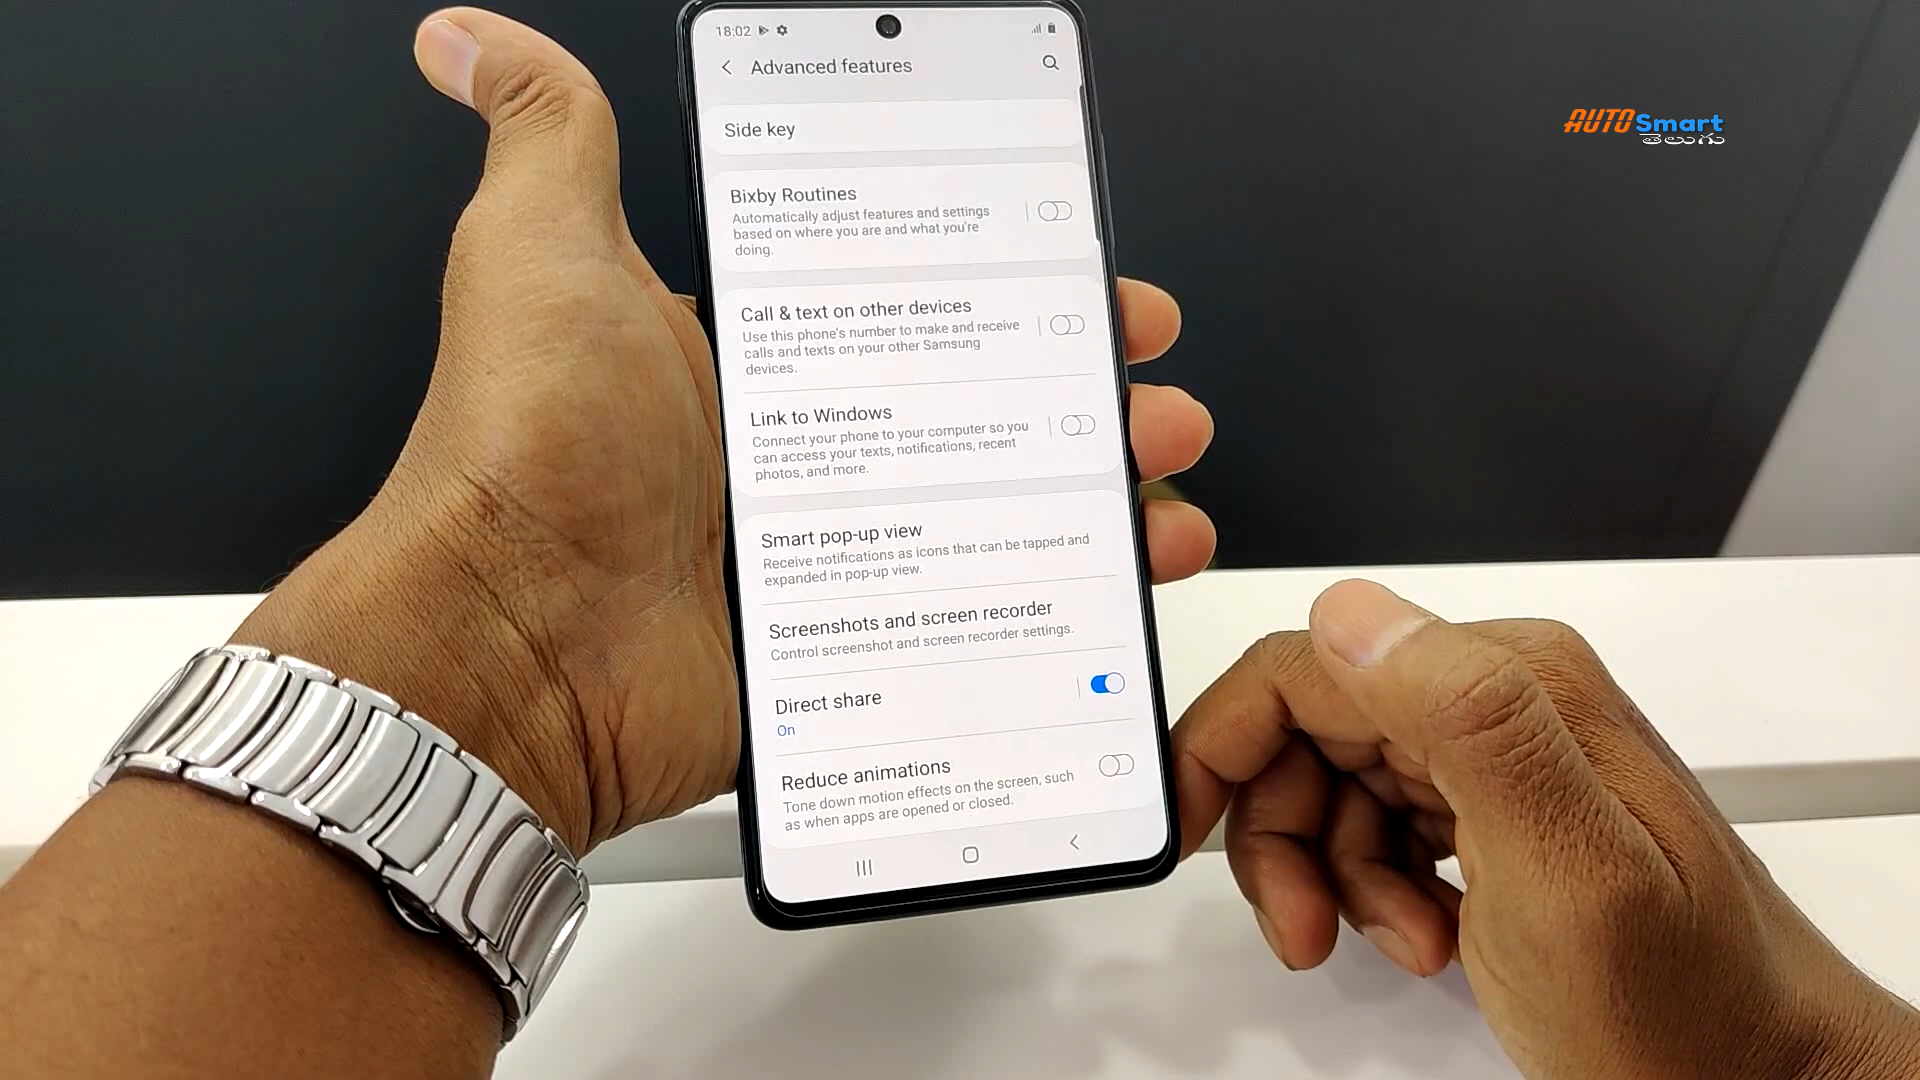 18:02
Advanced features
AUTO Smart
తెలుగు
Side key
Bixby Routines
Automatically adjust features and settings
based on where you are and what you're
doing.
Call & text on other devices
Use this phone's number to make and receive
calls and texts on your other Samsung
devices.
Link to Windows
Connect your phone to your computer so you
can access your texts, notifications, recent
photos, and more.
Smart pop-up view
Receive notifications as icons that can be tapped and
expanded in pop-up view.
Screenshots and screen recorder
Control screenshot and screen recorder settings.
Direct share
On
Reduce animations
Tone down motion effects on the screen, such
as when apps are opened or closed.